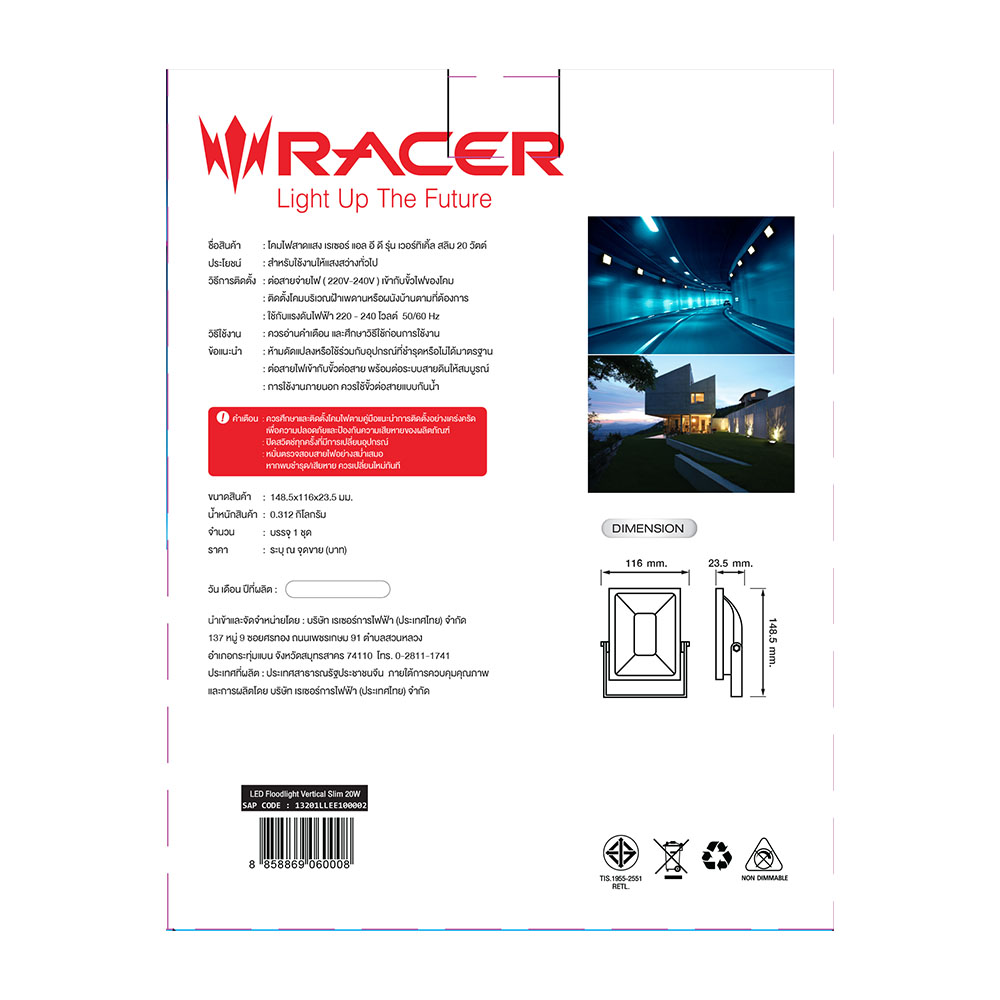 RACER
Light Up The Future
ชื่อสินค้า : โคมไฟสาดแสง เรเซอร์ แอล อี ดี รุ่น เวอร์ทิเคิ้ล สลิม 20 วัตต์
ประโยชน์ : สำหรับใช้งานให้แสงสว่างทั่วไป
วิธีการติดตั้ง : ต่อสายจ่ายไฟ ( 220V-240V ) เข้ากับขั้วไฟของโคม
: ติดตั้งโคมบริเวณฝ้าเพดานหรือผนังบ้านตามที่ต้องการ
: ใช้กับแรงดันไฟฟ้า 220 - 240 โวลต์ 50/60 Hz
วิธีใช้งาน : ควรอ่านคำเตือน และศึกษาวิธีใช้ก่อนการใช้งาน
ข้อแนะนำ : ห้ามดัดแปลงหรือใช้ร่วมกับอุปกรณ์ที่ชำรุดหรือไม่ได้มาตรฐาน
: ต่อสายไฟเข้ากับขั้วต่อสาย พร้อมต่อระบบสายดินให้สมบูรณ์
: การใช้งานภายนอก ควรใช้ขั้วต่อสายแบบกันน้ำ
! คำเตือน : ควรศึกษาและติดตั้งโคมไฟตามคู่มือแนะนำการติดตั้งอย่างเคร่งครัด
เพื่อความปลอดภัยและป้องกันความเสียหายของผลิตภัณฑ์
: ปิดสวิตช์ทุกครั้งที่มีการเปลี่ยนอุปกรณ์
: หมั่นตรวจสอบสายไฟอย่างสม่ำเสมอ
หากพบชำรุด/เสียหาย ควรเปลี่ยนใหม่ทันที
ขนาดสินค้า : 148.5x116x23.5 มม.
น้ำหนักสินค้า : 0.312 กิโลกรัม
จำนวน : บรรจุ 1 ชุด
ราคา : ระบุ ณ จุดขาย (บาท)
วัน เดือน ปีที่ผลิต :
นำเข้าและจัดจำหน่ายโดย : บริษัท เรเซอร์การไฟฟ้า (ประเทศไทย) จำกัด
137 หมู่ 9 ซอยศรทอง ถนนเพชรเกษม 91 ตำบลสวนหลวง
อำเภอกระทุ่มแบน จังหวัดสมุทรสาคร 74110 โทร. 0-2811-1741
ประเทศที่ผลิต : ประเทศสาธารณรัฐประชาชนจีน ภายใต้การควบคุมคุณภาพ
และการผลิตโดย บริษัท เรเซอร์การไฟฟ้า (ประเทศไทย) จำกัด
DIMENSION
116 mm.
23.5 mm.
148.5 mm.
LED Floodlight Vertical Slim 20W
SAP CODE : 13201LLEE100002
8 858869 060008
TIS.1955-2551
RETL.
NON DIMMABLE